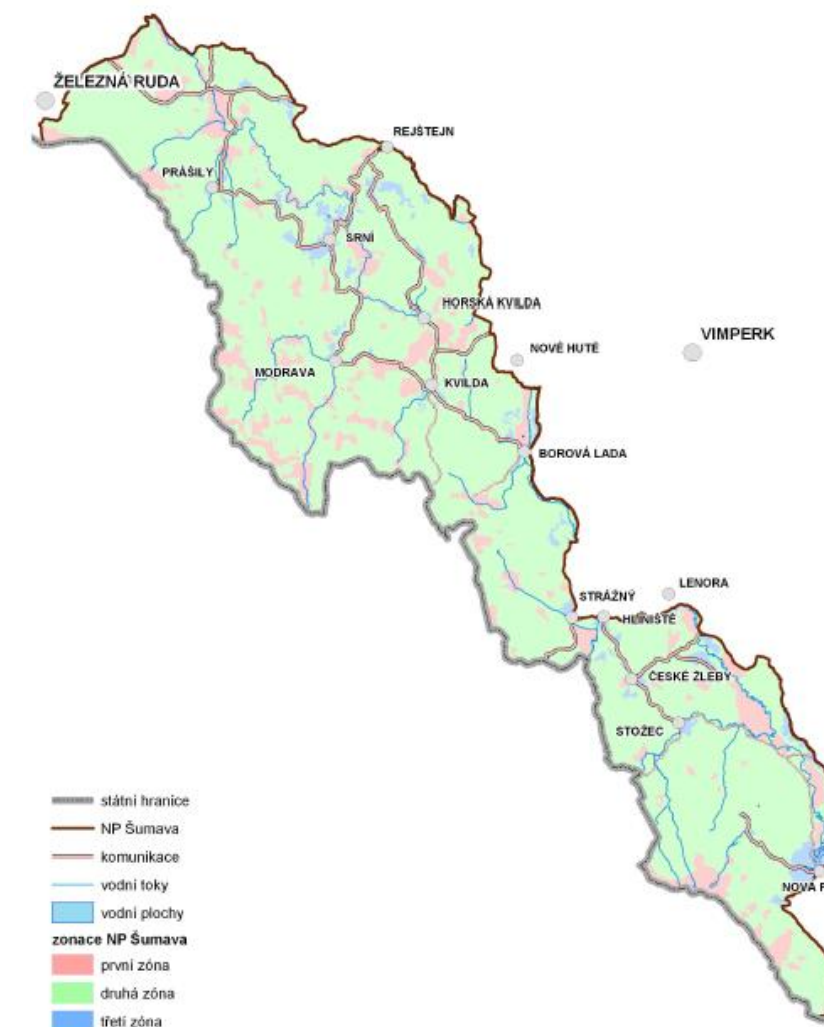 ŽELEZNÁ RUDA
REJŠTEJN
PRÁŠILY
SRNÍ
HORSKÁ KVILDA
VIMPERK
NOVÉ HUTĚ
MODRAVA
KVILDA
BOROVÁ LADA
LENORA
STRÁŽNÝ
HLINIŠTĚ
ČESKÉ ŽLEBY
STOŽEC
NOVÁ
státní hranice
NP Šumava
komunikace
vodní toky
vodní plochy
zonace NP Šumava
první zóna
druhá zóna
třetí zóna